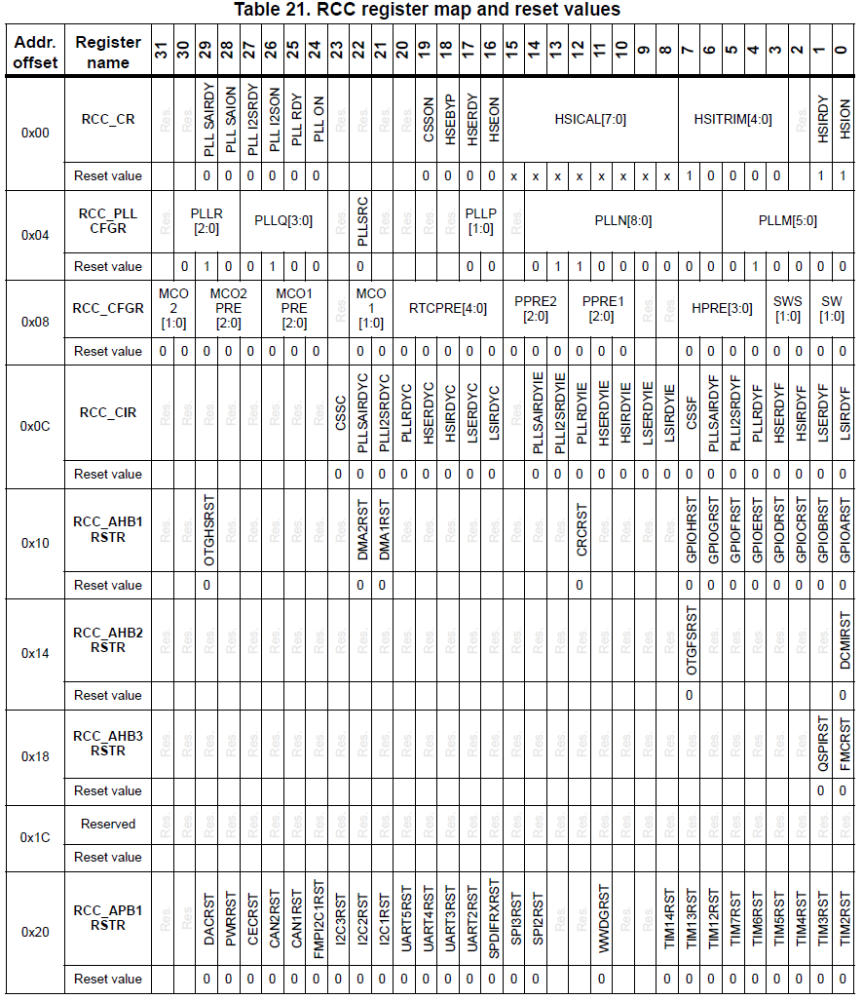 Table 21. RCC register map and reset values
Addr. offset Register name 31 30 29 28 27 26 25 24 23 22 21 20 19 18 17 16 15 14 13 12 11 10 9 8 7 6 5 4 3 2 1 0
0x00 RCC_CR Res. Res. PLL SAIRDY PLL SAION PLL I2SRDY PLL I2SON PLL RDY PLL ON Res. Res. Res. Res. CSSON HSEBYP HSERDY HSEON HSICAL[7:0] HSITRIM[4:0] Res. HSIRDY HSION
Reset value 0 0 0 0 0 0 0 0 0 0 x x x x x x x x 1 0 0 0 0 1 1
0x04 RCC_PLL CFGR Res. PLLR [2:0] PLLQ[3:0] Res. PLLSRC Res. Res. Res. Res. PLLP [1:0] Res. PLLN[8:0] PLLM[5:0]
Reset value 0 1 0 0 1 0 0 0 0 0 0 1 1 0 0 0 0 0 0 0 1 0 0 0 0
0x08 RCC_CFGR MCO 2 [1:0] MCO2 PRE [2:0] MCO1 PRE [2:0] Res. MCO 1 [1:0] RTCPRE[4:0] PPRE2 [2:0] PPRE1 [2:0] Res. Res. HPRE[3:0] SWS [1:0] SW [1:0]
Reset value 0 0 0 0 0 0 0 0 0 0 0 0 0 0 0 0 0 0 0 0 0 0 0 0 0 0 0 0 0
0x0C RCC_CIR Res. Res. Res. Res. Res. Res. Res. Res. CSSC PLLSAIRDYC PLLI2SRDYC PLLRDYC HSERDYC HSIRDYC LSERDYC LSIRDYC Res. PLLSAIRDYIE PLLI2SRDYIE PLLRDYIE HSERDYIE HSIRDYIE LSERDYIE LSIRDYIE CSSF PLLSAIRDYF PLLI2SRDYF PLLRDYF HSERDYF HSIRDYF LSERDYF LSIRDYF
Reset value 0 0 0 0 0 0 0 0 0 0 0 0 0 0 0 0 0 0 0 0 0 0 0
0x10 RCC_AHB1 RSTR Res. Res. OTGHSRST Res. Res. Res. Res. Res. Res. DMA2RST DMA1RST Res. Res. Res. Res. Res. Res. Res. Res. CRCRST Res. Res. Res. Res. GPIOHRST GPIOGRST GPIOFRST GPIOERST GPIODRST GPIOCRST GPIOBRST GPIOARST
Reset value 0 0 0 0 0 0 0 0 0 0 0 0
0x14 RCC_AHB2 RSTR Res. Res. Res. Res. Res. Res. Res. Res. Res. Res. Res. Res. Res. Res. Res. Res. Res. Res. Res. Res. Res. Res. Res. Res. OTGFSRST Res. Res. Res. Res. Res. Res. DCMIRST
Reset value 0 0
0x18 RCC_AHB3 RSTR Res. Res. Res. Res. Res. Res. Res. Res. Res. Res. Res. Res. Res. Res. Res. Res. Res. Res. Res. Res. Res. Res. Res. Res. Res. Res. Res. Res. Res. Res. QSPIRST FMCRST
Reset value 0 0
0x1C Reserved Res. Res. Res. Res. Res. Res. Res. Res. Res. Res. Res. Res. Res. Res. Res. Res. Res. Res. Res. Res. Res. Res. Res. Res. Res. Res. Res. Res. Res. Res. Res. Res.
Reset value
0x20 RCC_APB1 RSTR Res. Res. DACRST PWRRST CECRST CAN2RST CAN1RST FMPI2C1RST I2C3RST I2C2RST I2C1RST UART5RST UART4RST UART3RST UART2RST SPDIFRXRST SPI3RST SPI2RST Res. Res. WWDGRST Res. Res. TIM14RST TIM13RST TIM12RST TIM7RST TIM6RST TIM5RST TIM4RST TIM3RST TIM2RST
Reset value 0 0 0 0 0 0 0 0 0 0 0 0 0 0 0 0 0 0 0 0 0 0 0 0 0 0